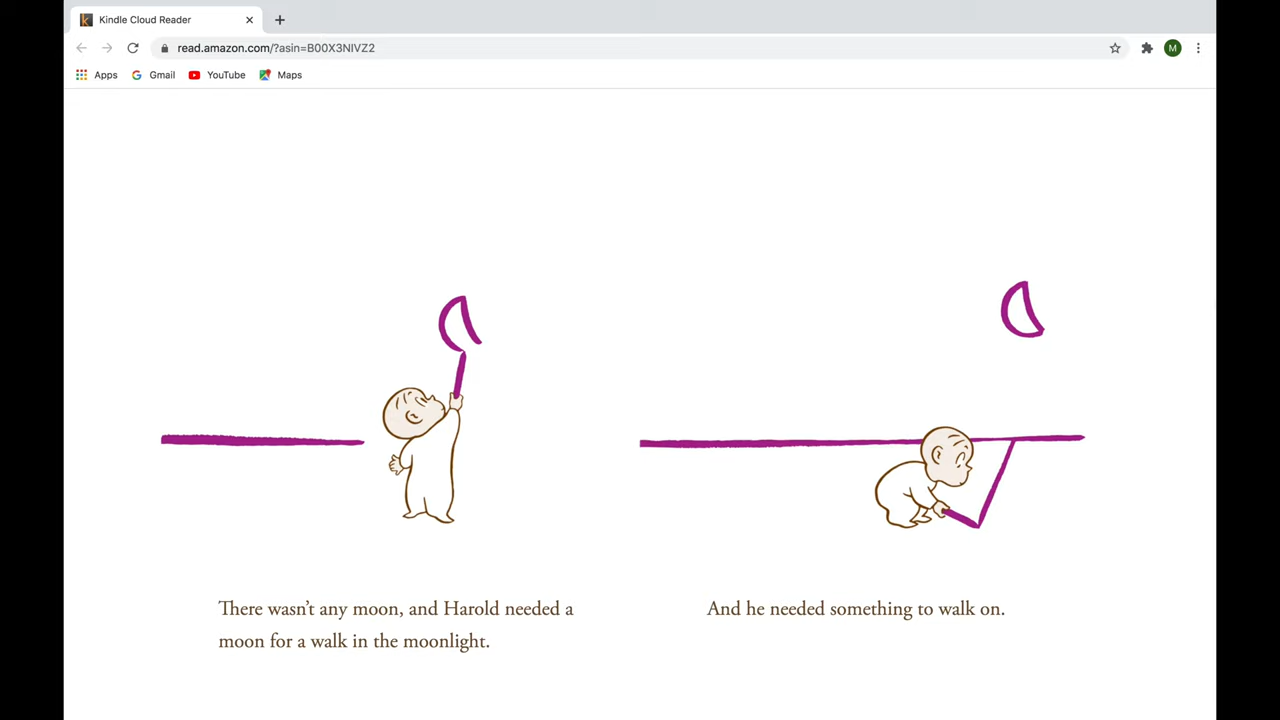 Kindle Cloud Reader
read.amazon.com/?asin=B00X3NIVZ2
M
Apps
Gmail
YouTube
Maps
There wasn't any moon, and Harold needed a
moon for a walk in the moonlight.
And he needed something to walk on.